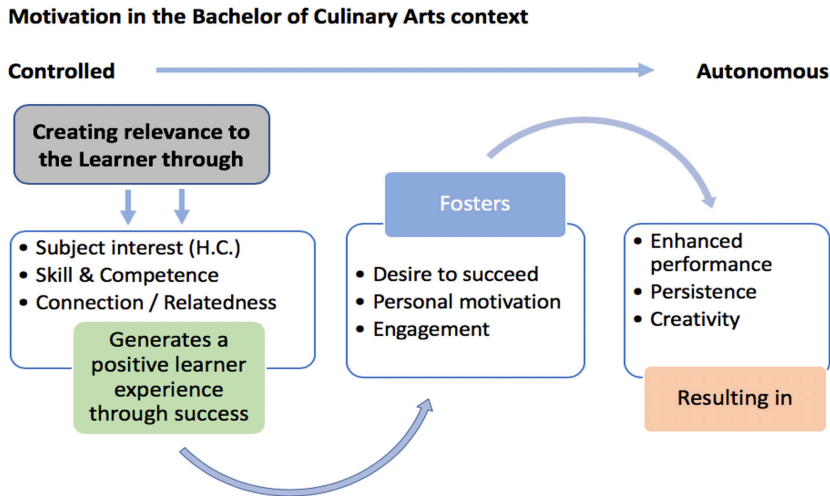 Motivation in the Bachelor of Culinary Arts context
Controlled
Autonomous
Creating relevance to
the Learner through
• Subject interest (H.C.)
• Skill & Competence
• Connection / Relatedness
Generates a
positive learner
experience
through success
Fosters
• Desire to succeed
• Personal motivation
• Engagement
• Enhanced
performance
• Persistence
• Creativity
Resulting in